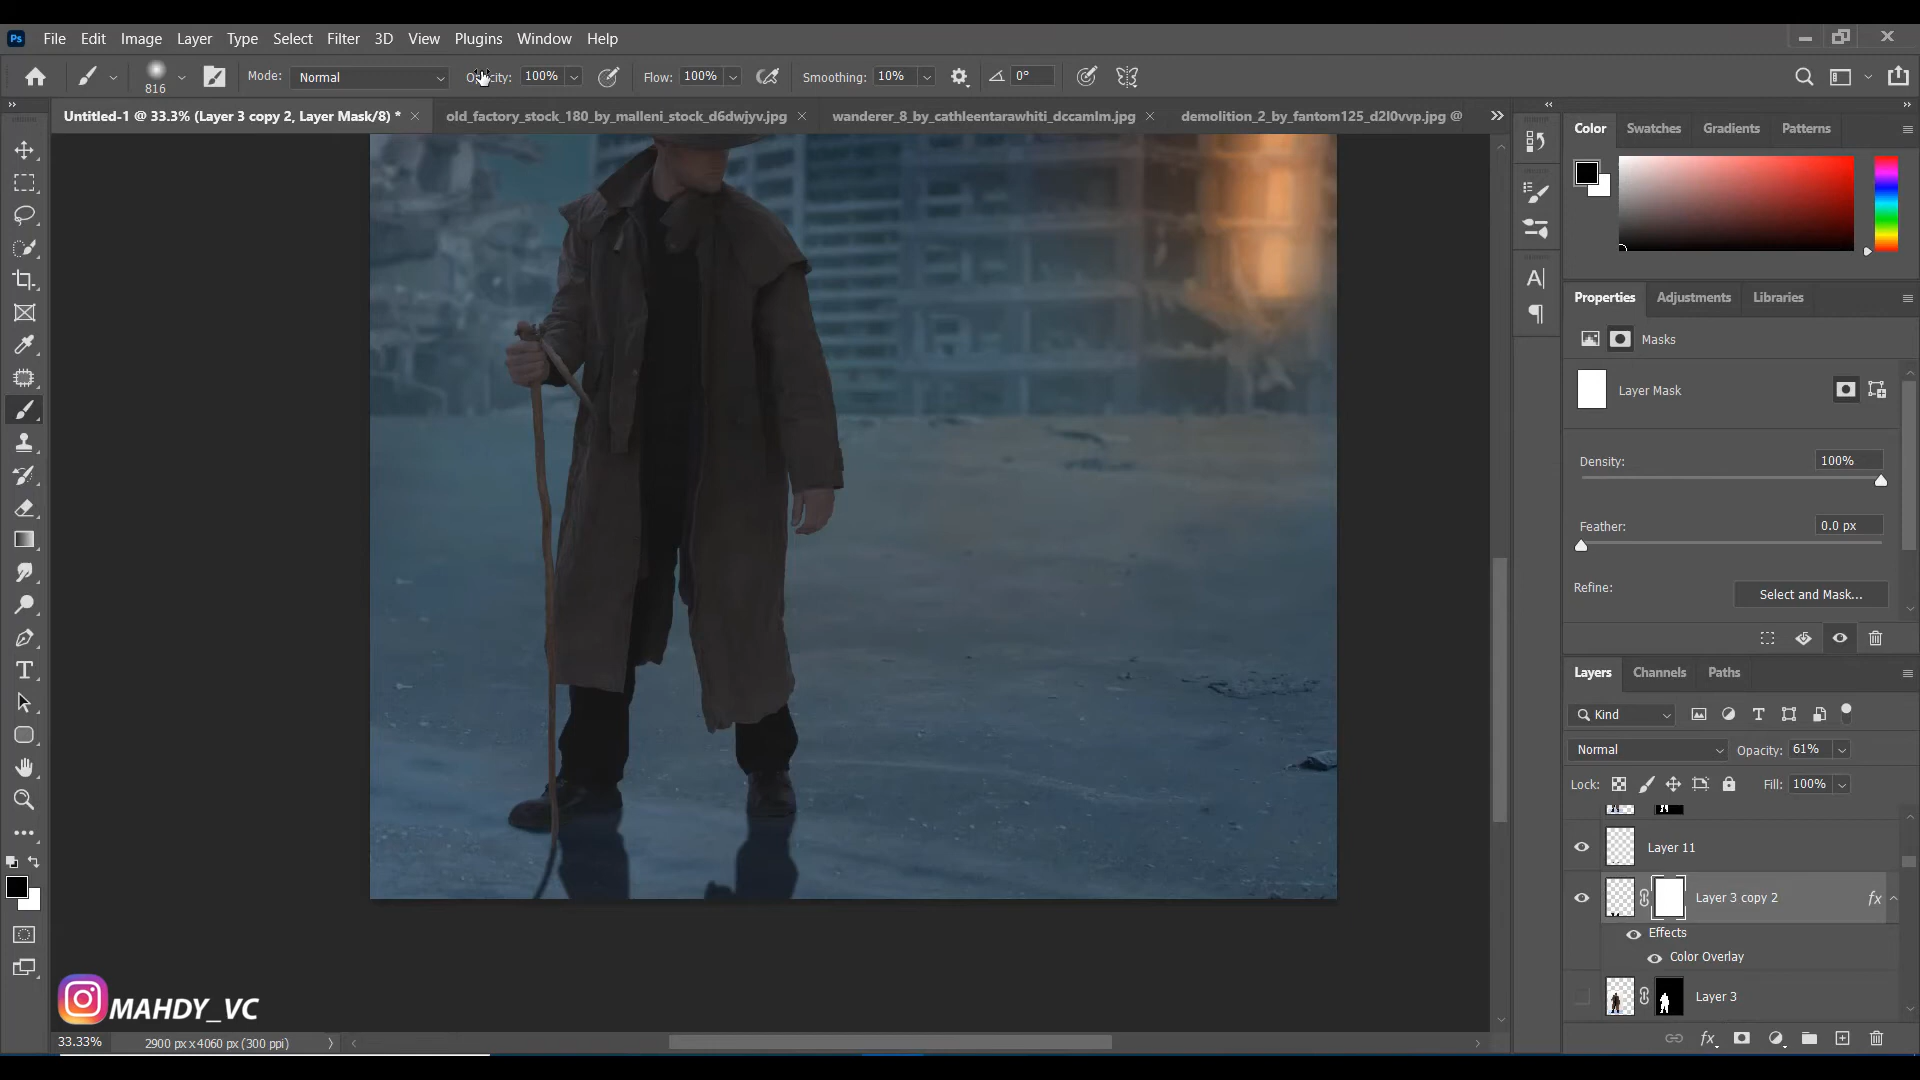 Ps File Edit Image Layer Type Select Filter 3D View Plugins Window Help
816 Mode: Normal Opacity: 100% Flow: 100% Smoothing: 10% 0°
Untitled-1 @ 33.3% (Layer 3 copy 2, Layer Mask/8) * old_factory_stock_180_by_malleni_stock_d6dwjyv.jpg wanderer_8_by_cathleentarawhiti_dccamlm.jpg demolition_2_by_fantom125_d2l0vvp.jpg @
Color Swatches Gradients Patterns
Properties Adjustments Libraries
Masks
Layer Mask
Density: 100%
Feather: 0.0 px
Refine: Select and Mask...
Layers Channels Paths
Kind
Normal Opacity: 61%
Lock: Fill: 100%
Layer 11
Layer 3 copy 2 fx
Effects
Color Overlay
Layer 3
MAHDY_VC
33.33% 2900 px x 4060 px (300 ppi)